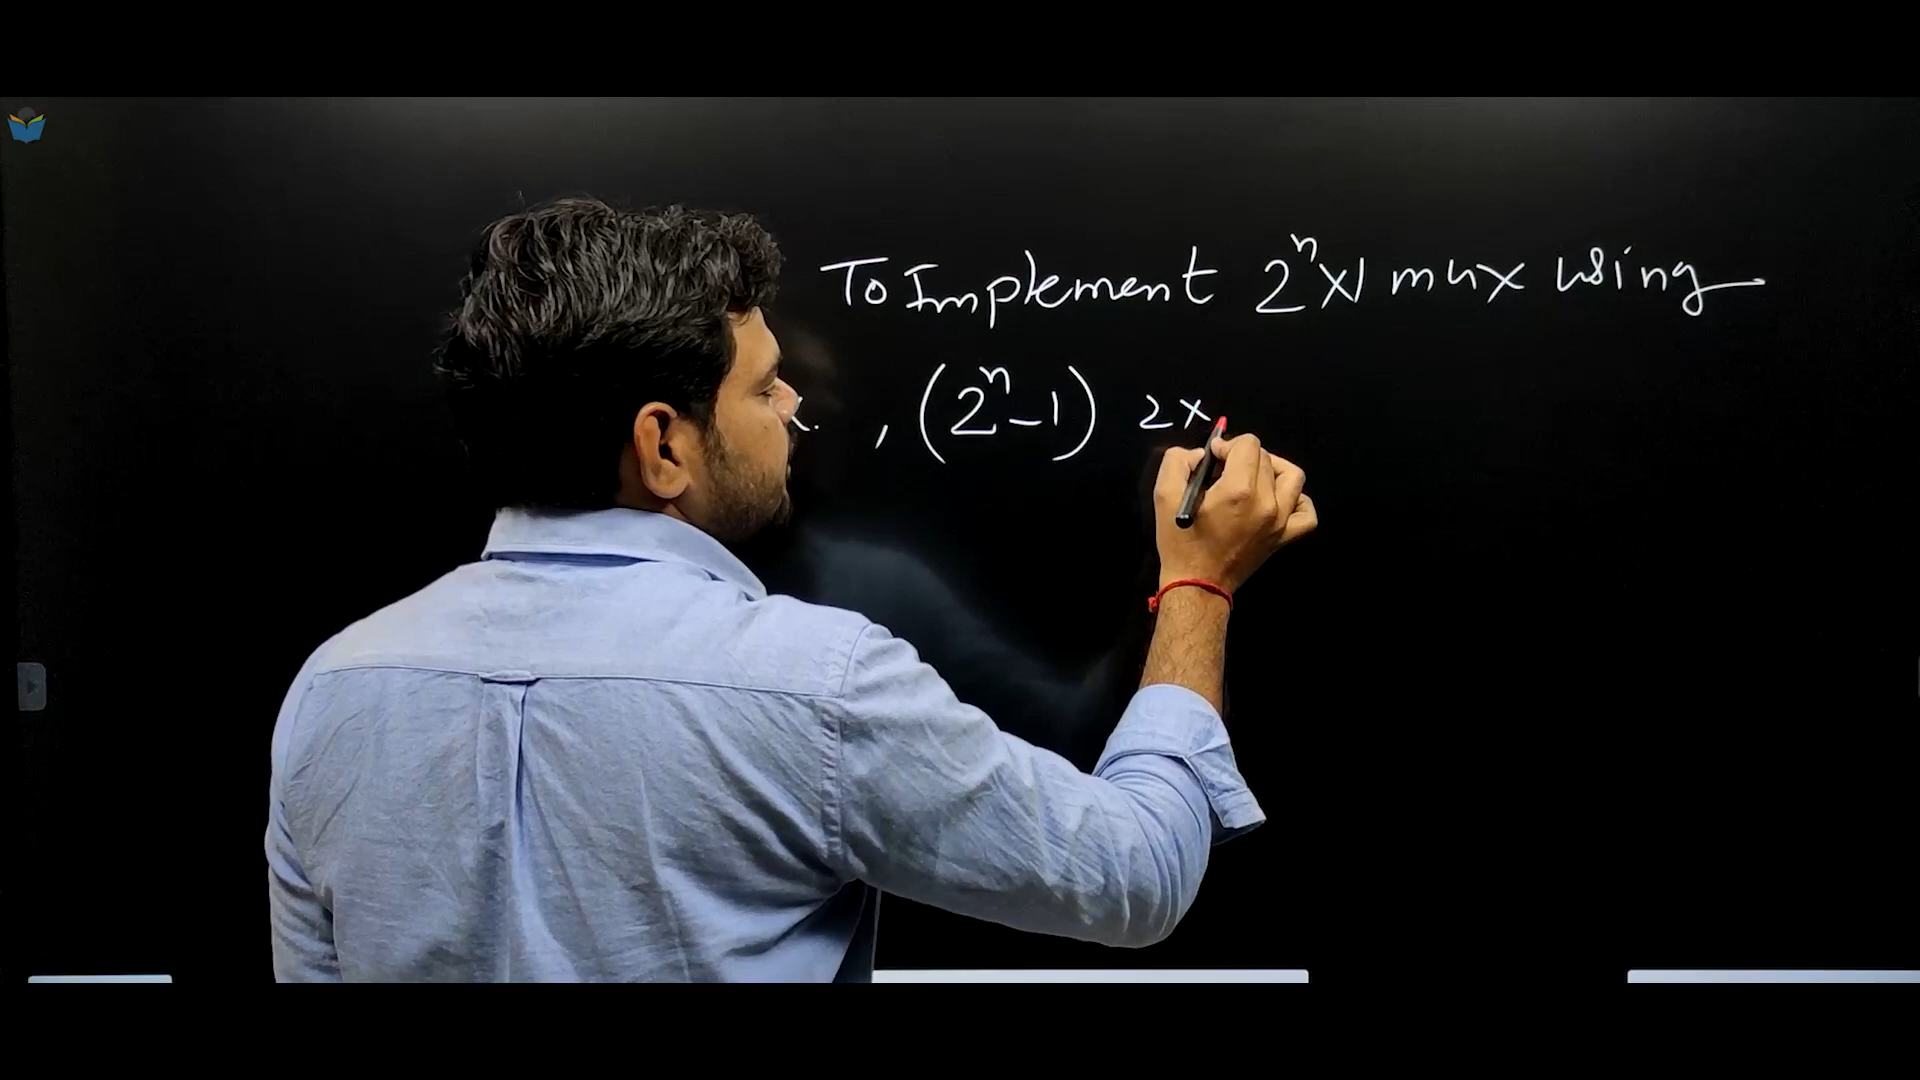 To Implement 2ⁿx1 mux using
x. , (2ⁿ-1) 2x